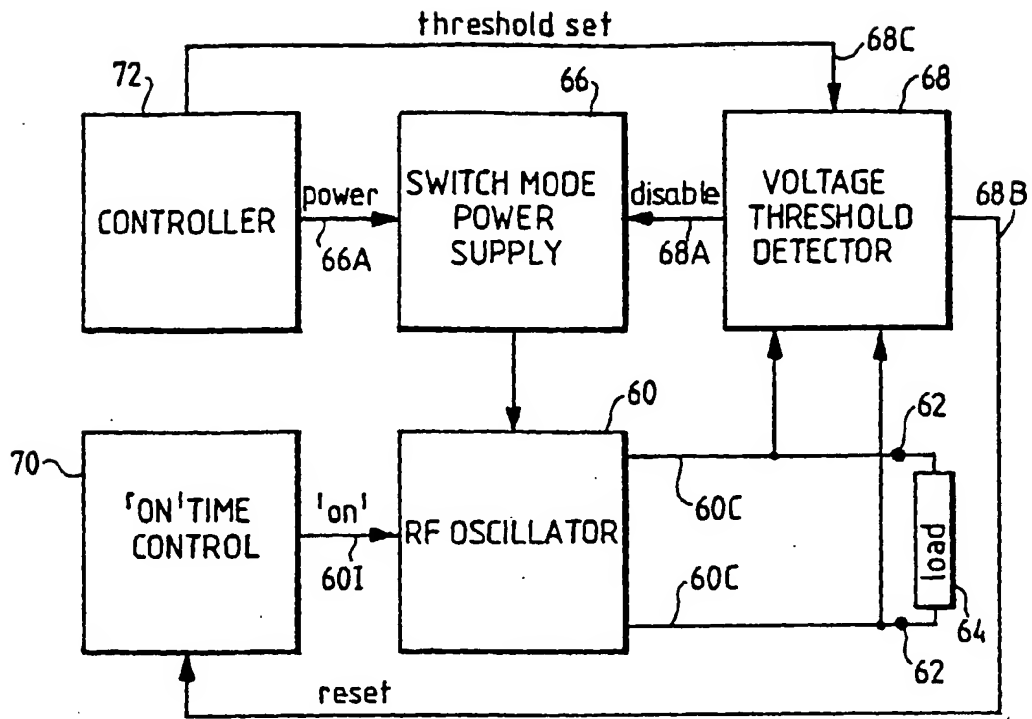 threshold set
68C
72
66
68
CONTROLLER
power
66A
SWITCH MODE
POWER
SUPPLY
disable
68A
VOLTAGE
THRESHOLD
DETECTOR
68B
60
62
70
'ON' TIME
CONTROL
'on'
60I
RF OSCILLATOR
60C
60C
load
64
62
reset